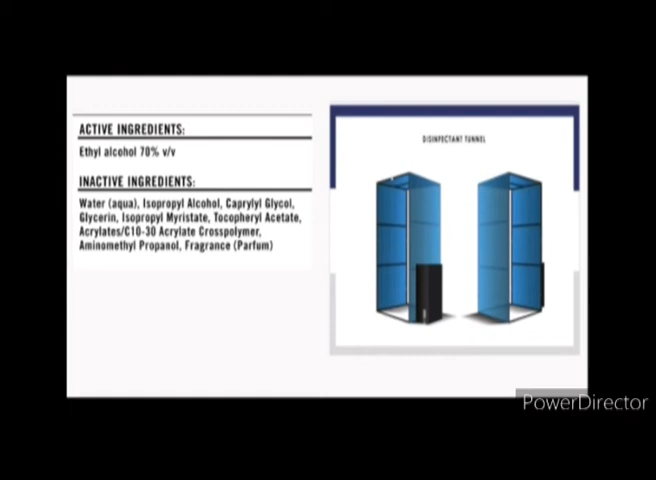 ACTIVE INGREDIENTS:
Ethyl alcohol 70% v/v
INACTIVE INGREDIENTS:
Water (aqua), Isopropyl Alcohol, Caprylyl Glycol,
Glycerin, Isopropyl Myristate, Tocopheryl Acetate,
Acrylates/C10-30 Acrylate Crosspolymer,
Aminomethyl Propanol, Fragrance (Parfum)
DISINFECTANT TUNNEL
PowerDirector